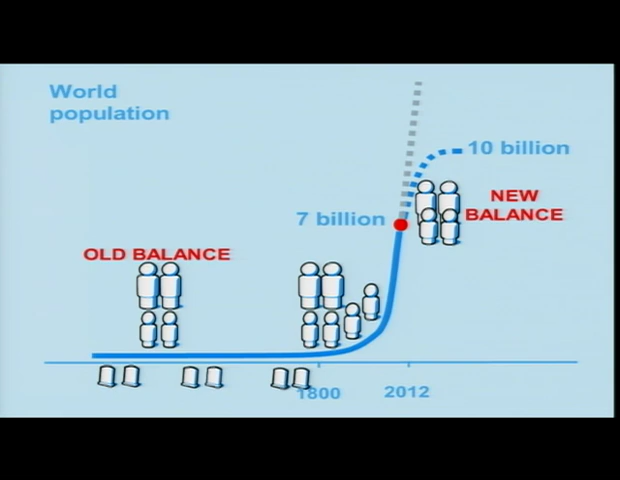 World
population
10 billion
NEW
BALANCE
7 billion
OLD BALANCE
1800
2012